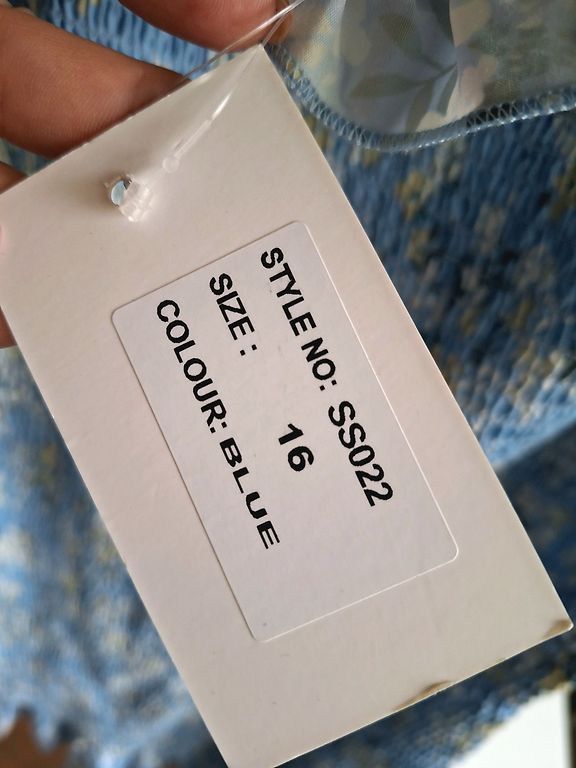 STYLE NO: SS022
SIZE : 16
COLOUR: BLUE